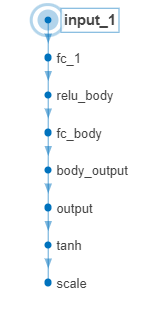 input_1
fc_1
relu_body
fc_body
body_output
output
tanh
scale